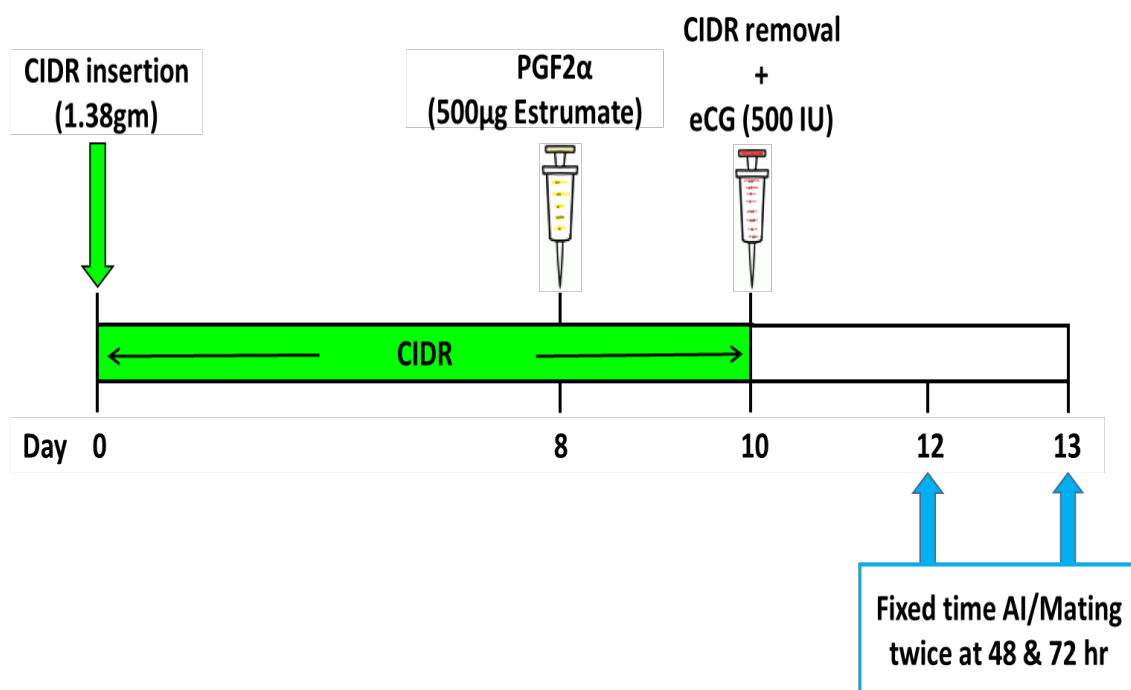 CIDR insertion
(1.38gm)
PGF2α
(500µg Estrumate)
CIDR removal
+
eCG (500 IU)
CIDR
Day 0 8 10 12 13
Fixed time AI/Mating
twice at 48 & 72 hr